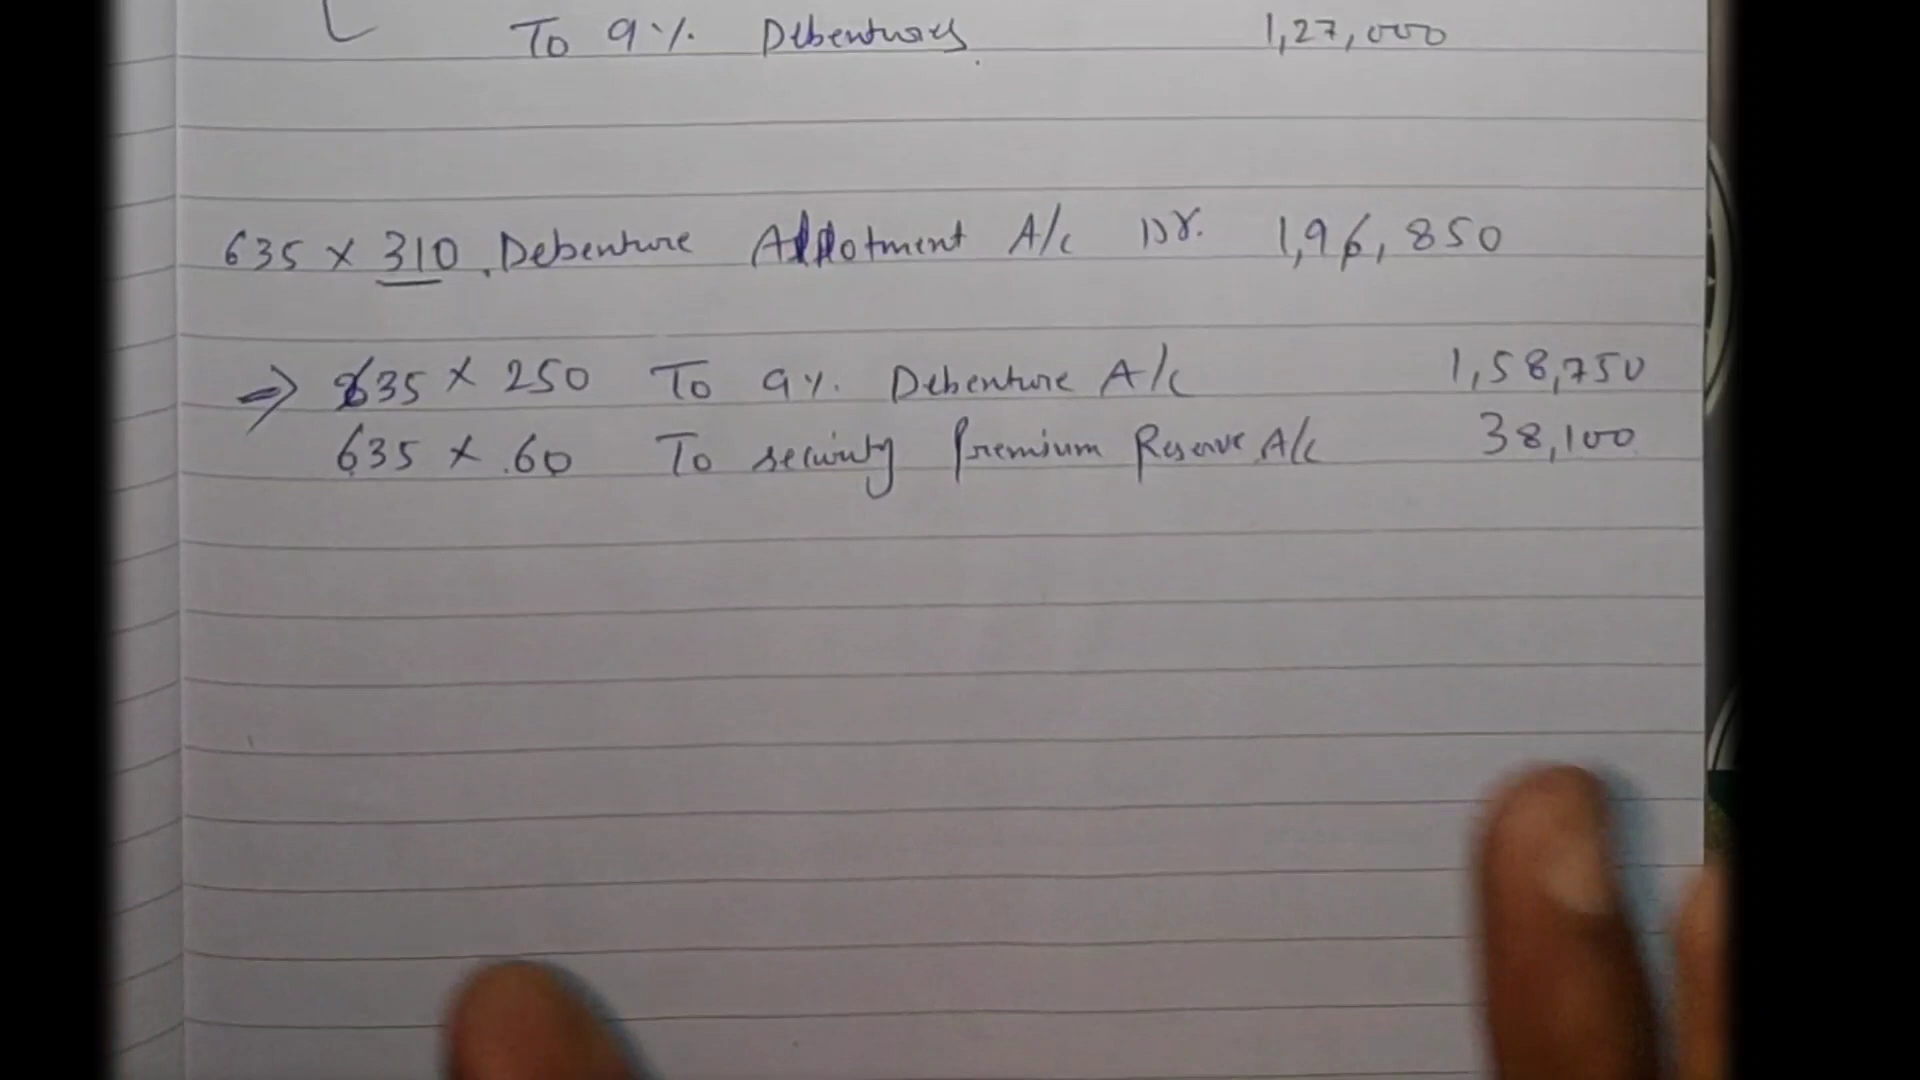 To 9% Debentures 1,27,000
635 x 310 Debenture Allotment A/c Dr. 1,96,850
⇒ 635 x 250 To 9% Debenture A/c 1,58,750
635 x 60 To security Premium Reserve A/c 38,100